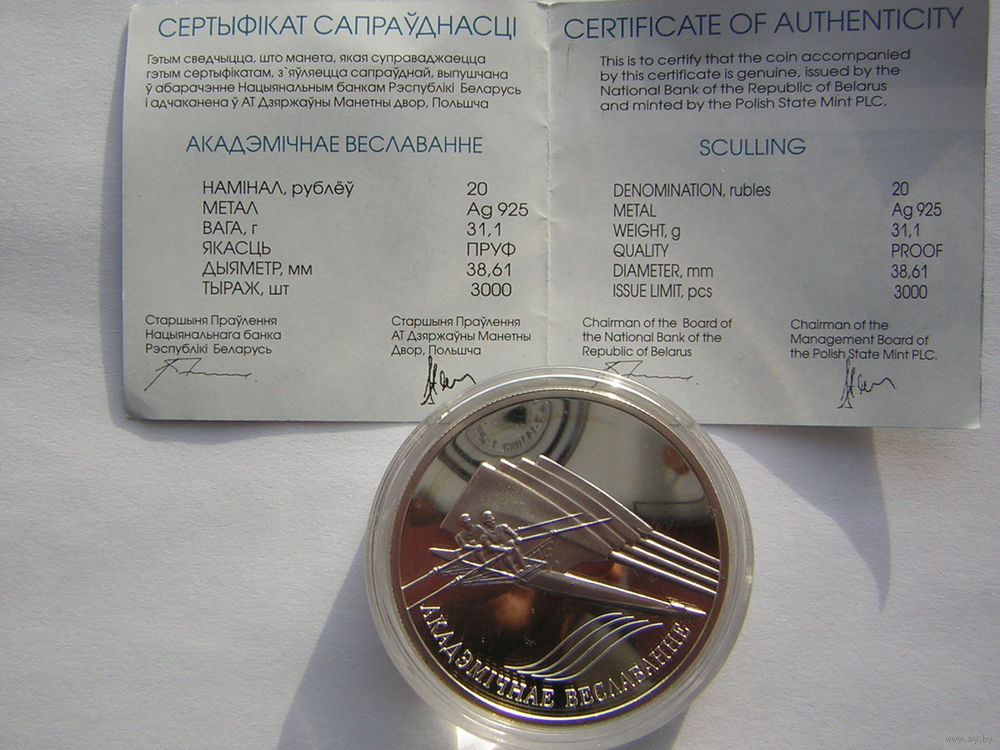 СЕРТЫФІКАТ САПРАЎДНАСЦІ
Гэтым сведчыцца, што манета, якая суправаджаецца
гэтым сертыфікатам, з`яўляецца сапраўднай, выпушчана
ў абарачэнне Нацыянальным банкам Рэспублікі Беларусь
і адчаканена ў АТ Дзяржаўны Манетны двор, Польшча
АКАДЭМІЧНАЕ ВЕСЛАВАННЕ
НАМІНАЛ, рублёў 20
МЕТАЛ Ag 925
ВАГА, г 31,1
ЯКАСЦЬ ПРУФ
ДЫЯМЕТР, мм 38,61
ТЫРАЖ, шт 3000
Старшыня Праўлення
Нацыянальнага банка
Рэспублікі Беларусь
Старшыня Праўлення
АТ Дзяржаўны Манетны
Двор, Польшча
CERTIFICATE OF AUTHENTICITY
This is to certify that the coin accompanied
by this certificate is genuine, issued by the
National Bank of the Republic of Belarus
and minted by the Polish State Mint PLC.
SCULLING
DENOMINATION, rubles 20
METAL Ag 925
WEIGHT, g 31,1
QUALITY PROOF
DIAMETER, mm 38,61
ISSUE LIMIT, pcs 3000
Chairman of the Board of
the National Bank of the
Republic of Belarus
Chairman of the
Management Board of
the Polish State Mint PLC.
АКАДЭМІЧНАЕ ВЕСЛАВАННЕ
www.ay.by